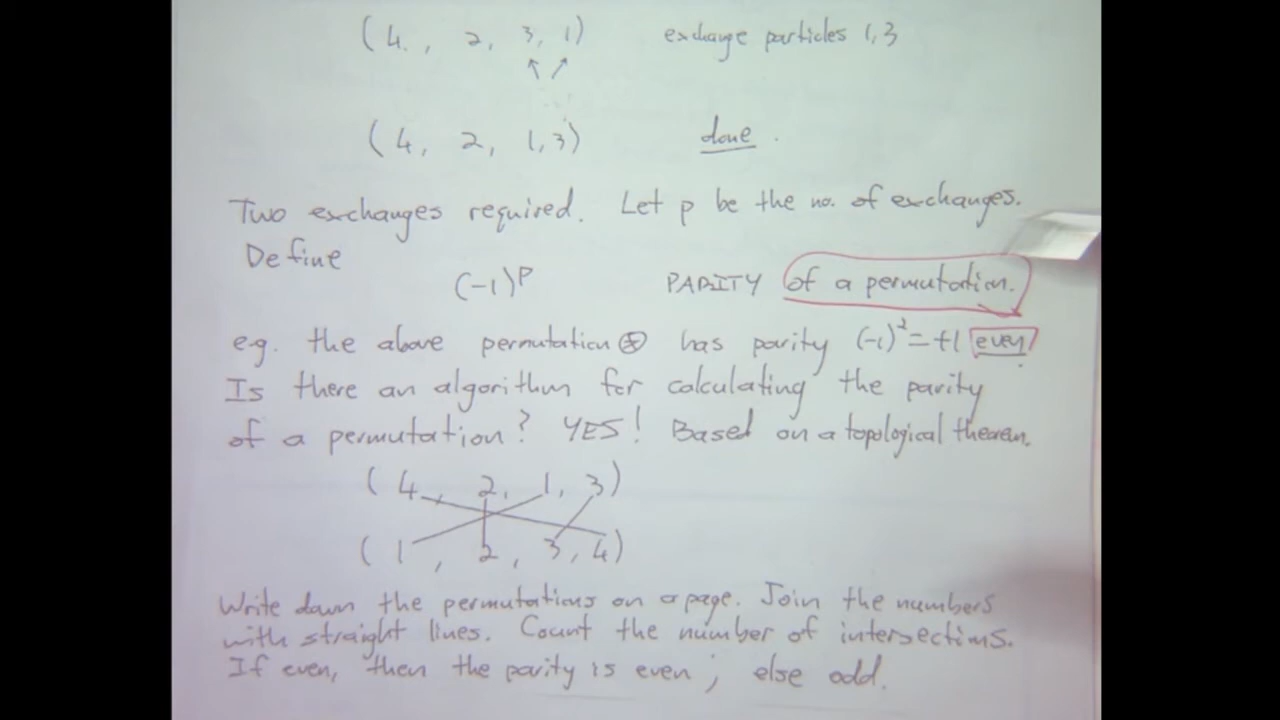 (4, 2, 3, 1) exchange particles 1,3
(4, 2, 1,3) done.
Two exchanges required. Let p be the no. of exchanges.
Define
(-1)^p PARITY of a permutation.
e.g. the above permutation ⊛ has parity (-1)^2 = +1 even.
Is there an algorithm for calculating the parity
of a permutation? YES! Based on a topological theorem.
(4, 2, 1, 3)
(1, 2, 3, 4)
Write down the permutations on a page. Join the numbers
with straight lines. Count the number of intersections.
If even, then the parity is even; else odd.